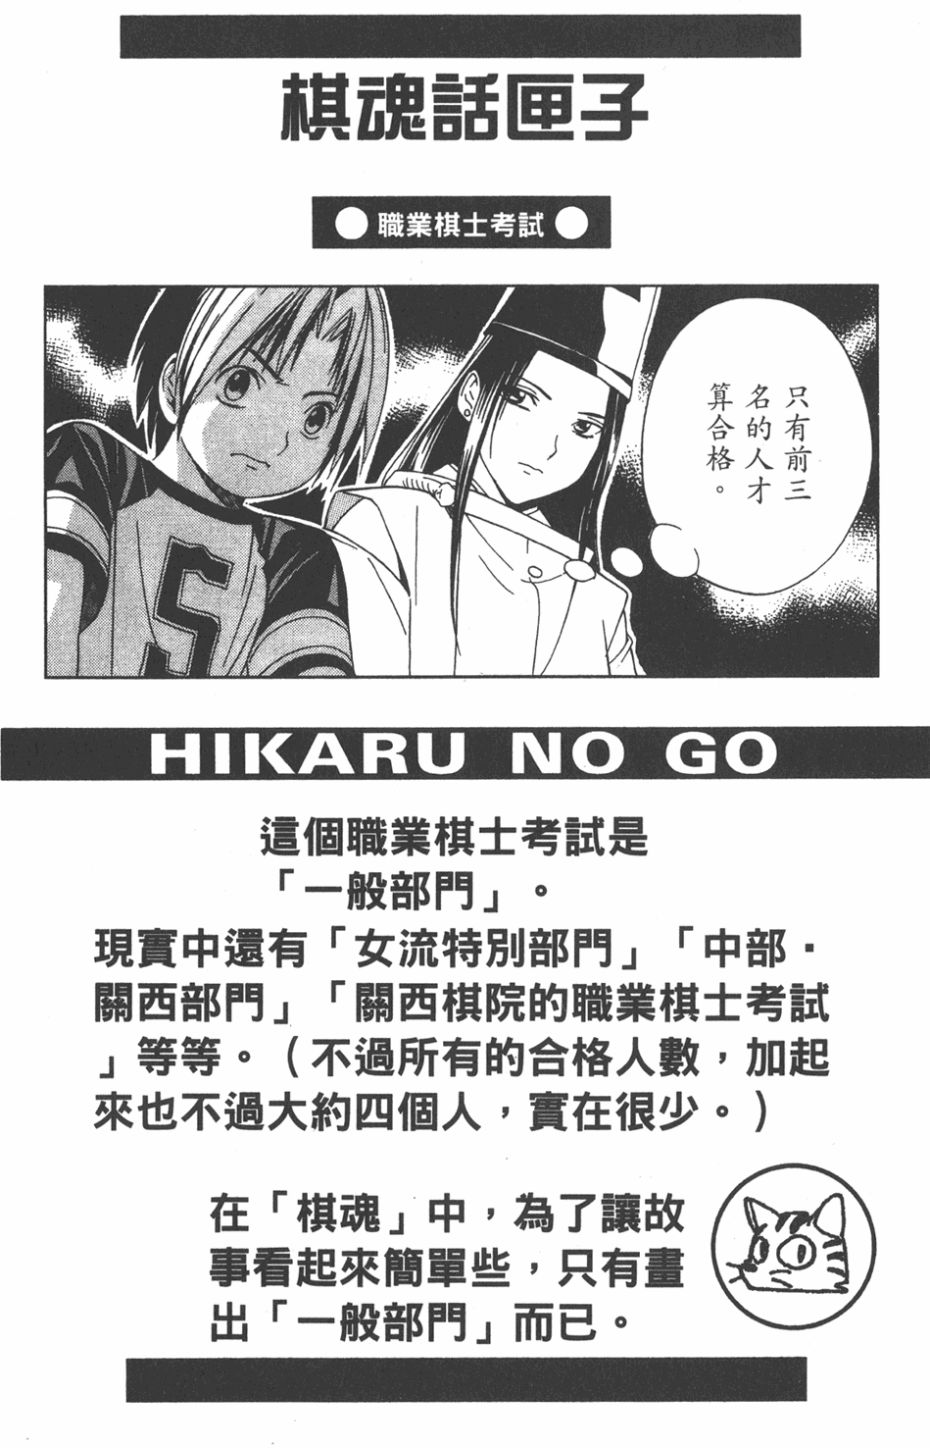 棋魂話匣子
●職業棋士考試●
只有前三
名的人才
算合格。
HIKARU NO GO
這個職業棋士考試是
「一般部門」。
現實中還有「女流特別部門」「中部·
關西部門」「關西棋院的職業棋士考試
」等等。(不過所有的合格人數，加起
來也不過大約四個人，實在很少。)
在「棋魂」中，為了讓故
事看起來簡單些，只有畫
出「一般部門」而已。
S